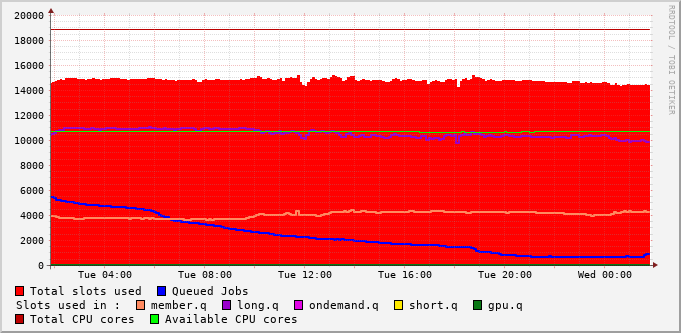 20000
18000
16000
14000
12000
10000
8000
6000
4000
2000
0
Tue 04:00 Tue 08:00 Tue 12:00 Tue 16:00 Tue 20:00 Wed 00:00
Total slots used Queued Jobs
Slots used in : member.q long.q ondemand.q short.q gpu.q
Total CPU cores Available CPU cores
RRDTOOL / TOBI OETIKER